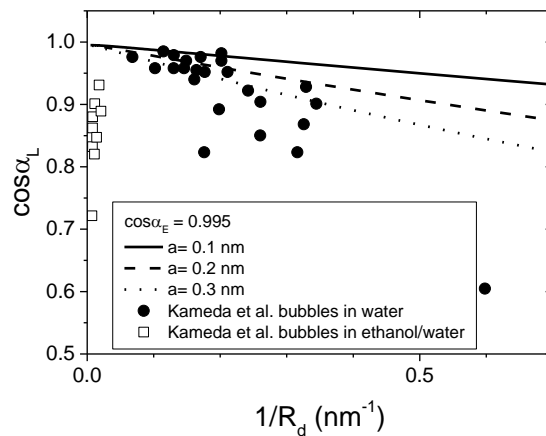 1.0
0.9
0.8
0.7
0.6
0.5
cosα_L
cosα_E = 0.995
a= 0.1 nm
a= 0.2 nm
a= 0.3 nm
Kameda et al. bubbles in water
Kameda et al. bubbles in ethanol/water
0.0 0.5
1/R_d (nm⁻¹)